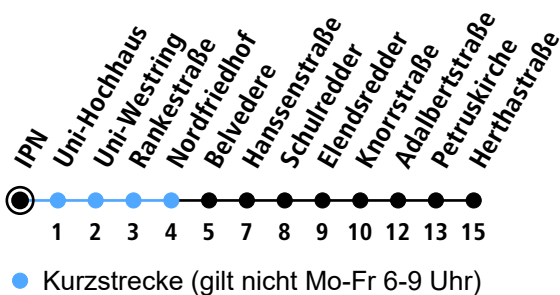 IPN
Uni-Hochhaus
Uni-Westring
Rankestraße
Nordfriedhof
Belvedere
Hanssenstraße
Schulredder
Elendsredder
Knorrstraße
Adalbertstraße
Petruskirche
Herthastraße
1 2 3 4 5 7 8 9 10 12 13 15
Kurzstrecke (gilt nicht Mo-Fr 6-9 Uhr)